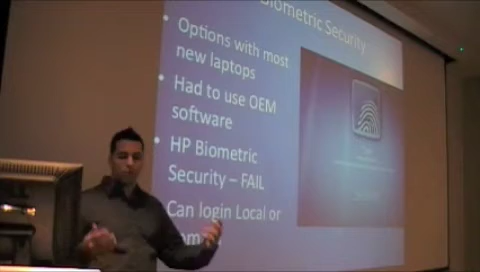 Biometric Security
• Options with most
new laptops
• Had to use OEM
software
• HP Biometric
Security – FAIL
Can login Local or